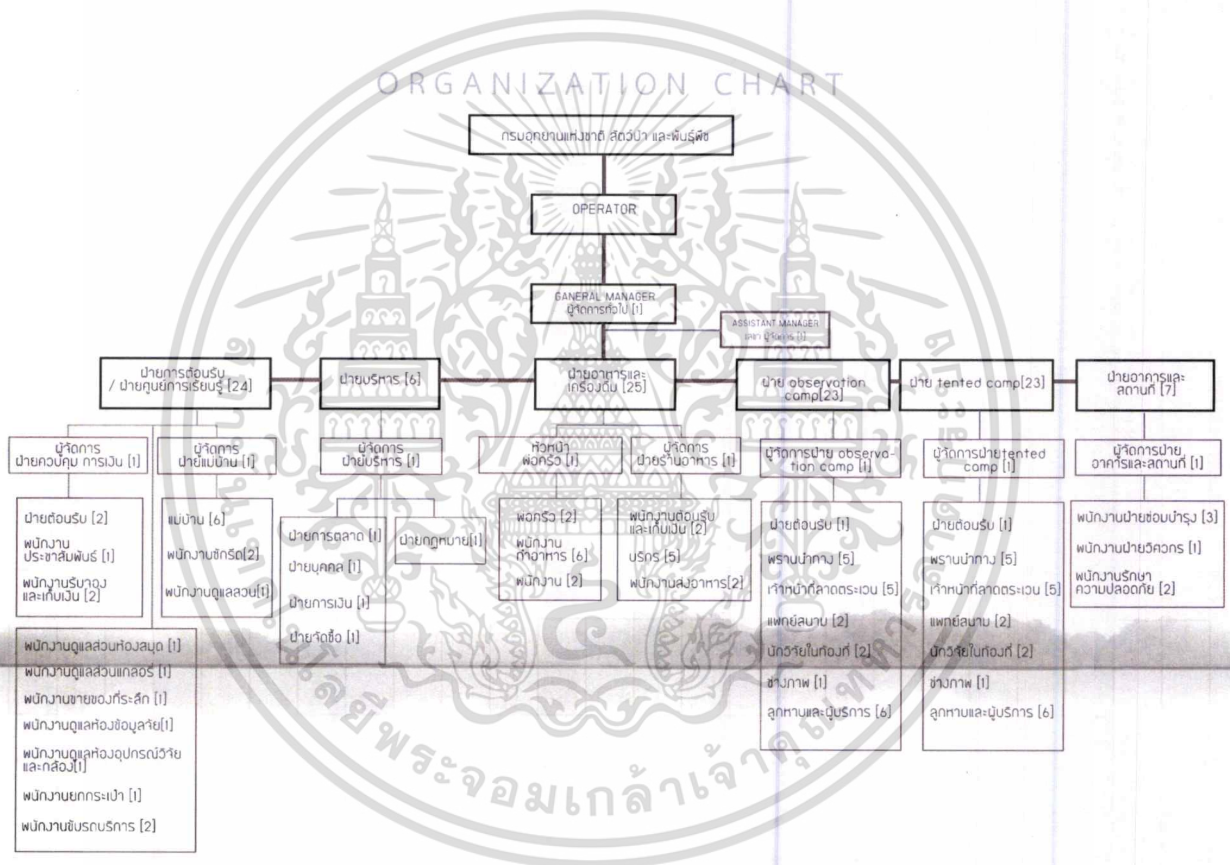 ORGANIZATION CHART
กรมอุทยานแห่งชาติ สัตว์ป่า และพันธุ์พืช
OPERATOR
GANERAL MANAGER
ผู้จัดการทั่วไป [1]
ASSISTANT MANAGER
ผู้จัดการ [1]
ฝ่ายการต้อนรับ
/ ฝ่ายศูนย์การเรียนรู้ [24]
ฝ่ายบริหาร [6]
ฝ่ายอาหารและ
เครื่องดื่ม [25]
ฝ่าย observation
camp[23]
ฝ่าย tented camp[23]
ฝ่ายอาคารและ
สถานที่ [7]
ผู้จัดการ
ฝ่ายควบคุม การเงิน [1]
ผู้จัดการ
ฝ่ายแม่บ้าน [1]
ผู้จัดการ
ฝ่ายบริหาร [1]
หัวหน้า
พ่อครัว [1]
ผู้จัดการ
ฝ่ายร้านอาหาร [1]
ผู้จัดการฝ่าย observa-
tion camp [1]
ผู้จัดการฝ่ายtented
camp [1]
ผู้จัดการฝ่าย
อาคารและสถานที่ [1]
ฝ่ายต้อนรับ [2]
พนักงาน
ประชาสัมพันธ์ [1]
พนักงานรับจอง
และเก็บเงิน [2]
แม่บ้าน [6]
พนักงานซักรีด[2]
พนักงานดูแลสวน[1]
ฝ่ายการตลาด [1]
ฝ่ายบุคคล [1]
ฝ่ายการเงิน [1]
ฝ่ายจัดซื้อ [1]
ฝ่ายกฎหมาย[1]
พ่อครัว [2]
พนักงาน
ทำอาหาร [6]
พนักงาน [2]
พนักงานต้อนรับ
และเก็บเงิน [2]
บริกร [5]
พนักงานส่งอาหาร[2]
ฝ่ายต้อนรับ [1]
พรานนำทาง [5]
เจ้าหน้าที่ลาดตระเวน [5]
แพทย์สนาม [2]
นักวิจัยในท้องที่ [2]
ช่างภาพ [1]
ลูกหาบและผู้บริการ [6]
ฝ่ายต้อนรับ [1]
พรานนำทาง [5]
เจ้าหน้าที่ลาดตระเวน [5]
แพทย์สนาม [2]
นักวิจัยในท้องที่ [2]
ช่างภาพ [1]
ลูกหาบและผู้บริการ [6]
พนักงานฝ่ายซ่อมบำรุง [3]
พนักงานฝ่ายวิศวกร [1]
พนักงานรักษา
ความปลอดภัย [2]
พนักงานดูแลส่วนห้องสมุด [1]
พนักงานดูแลส่วนแกลอรี่ [1]
พนักงานขายของที่ระลึก [1]
พนักงานดูแลห้องข้อมูลวิจัย[1]
พนักงานดูแลห้องอุปกรณ์วิจัย
และกล้อง[1]
พนักงานยกกระเป๋า [1]
พนักงานขับรถบริการ [2]